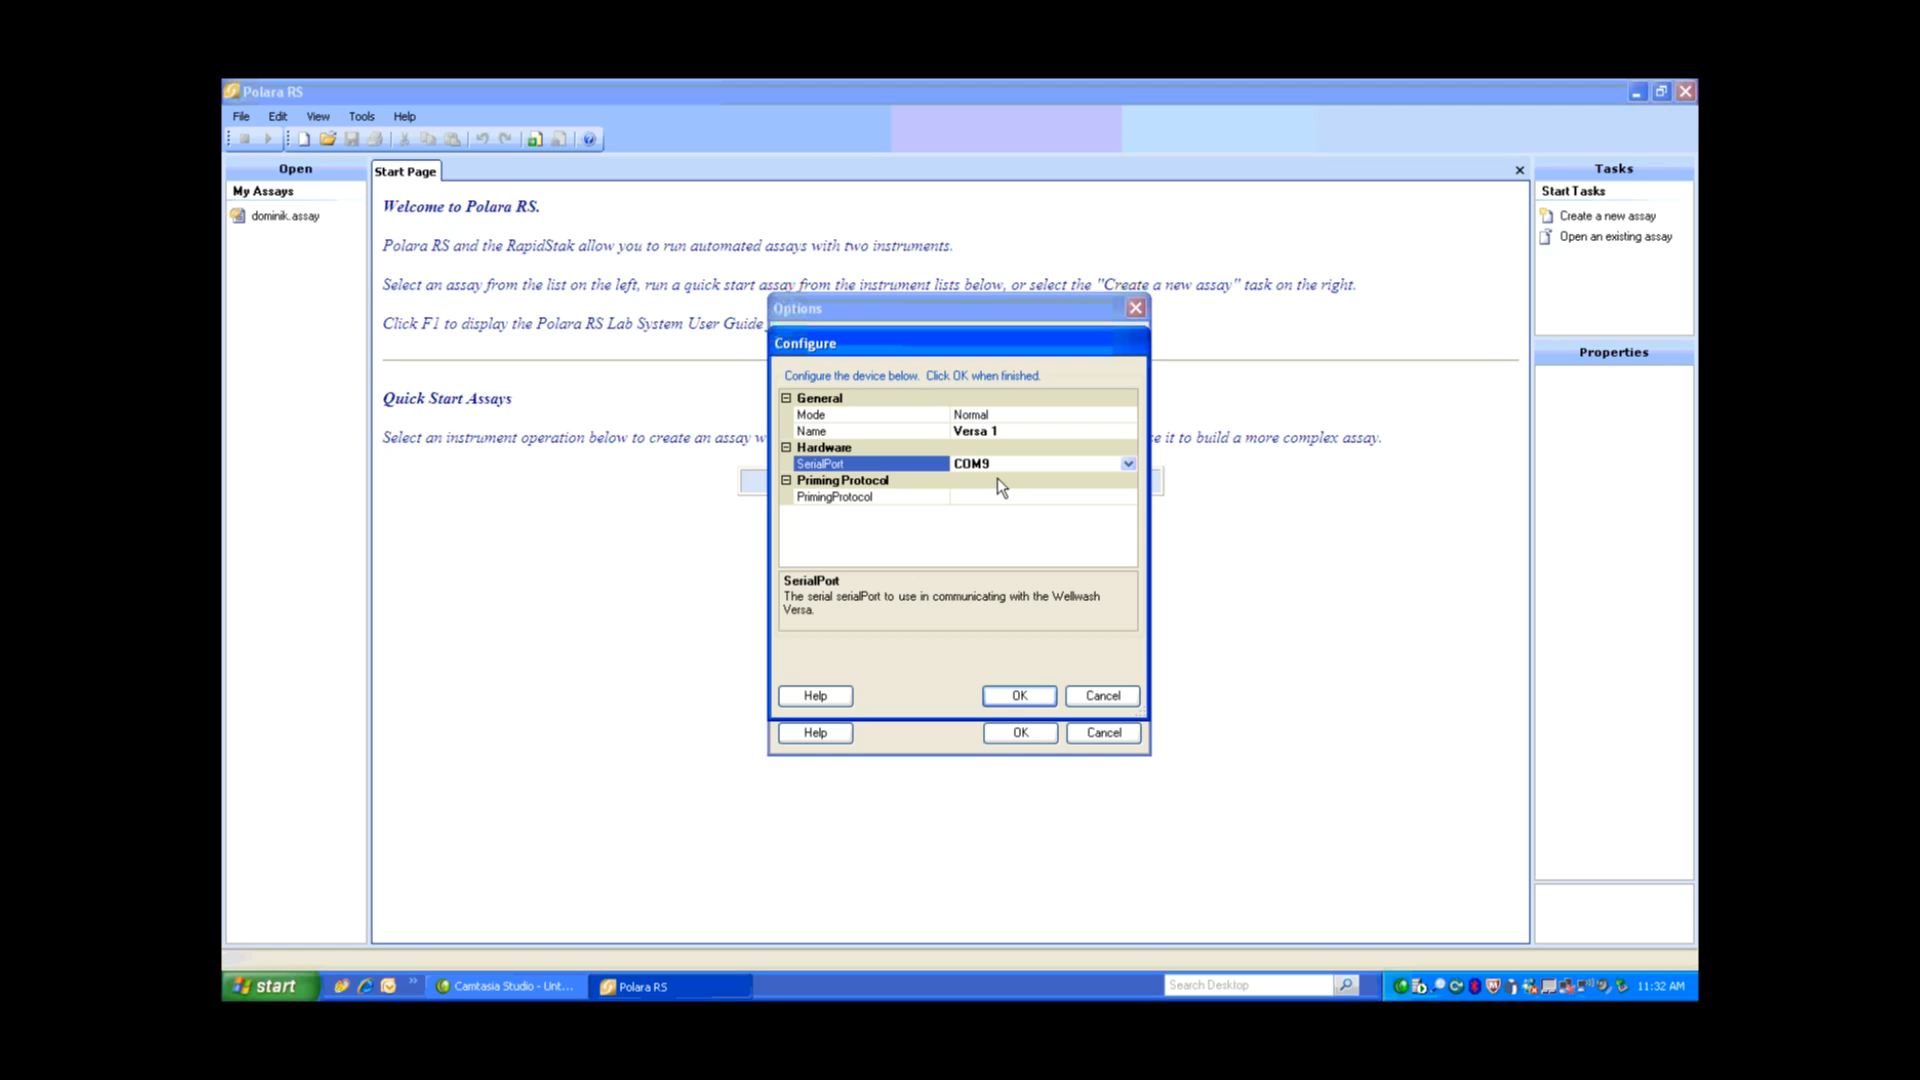 Polara RS
File Edit View Tools Help
Open
My Assays
dominik.assay
Start Page
Welcome to Polara RS.
Polara RS and the RapidStak allow you to run automated assays with two instruments.
Select an assay from the list on the left, run a quick start assay from the instrument lists below, or select the "Create a new assay" task on the right.
Click F1 to display the Polara RS Lab System User Guide
Quick Start Assays
Select an instrument operation below to create an assay w
se it to build a more complex assay.
Options
Configure
Configure the device below. Click OK when finished.
General
Mode Normal
Name Versa 1
Hardware
SerialPort COM9
Priming Protocol
PrimingProtocol
SerialPort
The serial serialPort to use in communicating with the Wellwash
Versa.
Help OK Cancel
Help OK Cancel
Tasks
Start Tasks
Create a new assay
Open an existing assay
Properties
start
Camtasia Studio - Unt...
Polara RS
Search Desktop
11:32 AM